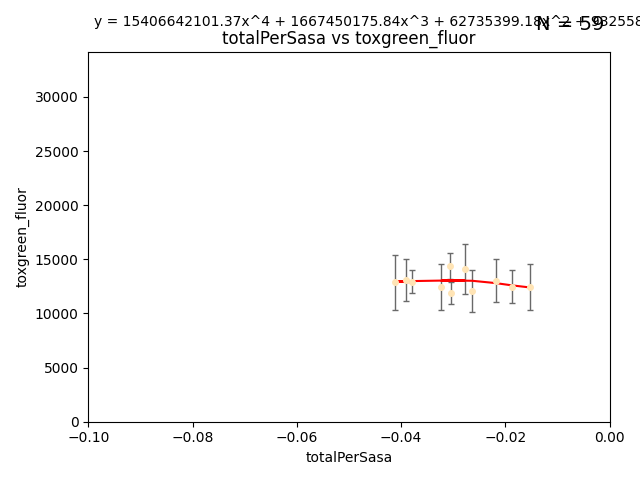 y = 15406642101.37x^4 + 1667450175.84x^3 + 62735399.18x^2 +
N = 59
totalPerSasa vs toxgreen_fluor
30000
25000
20000
15000
10000
5000
0
toxgreen_fluor
−0.10 −0.08 −0.06 −0.04 −0.02 0.00
totalPerSasa